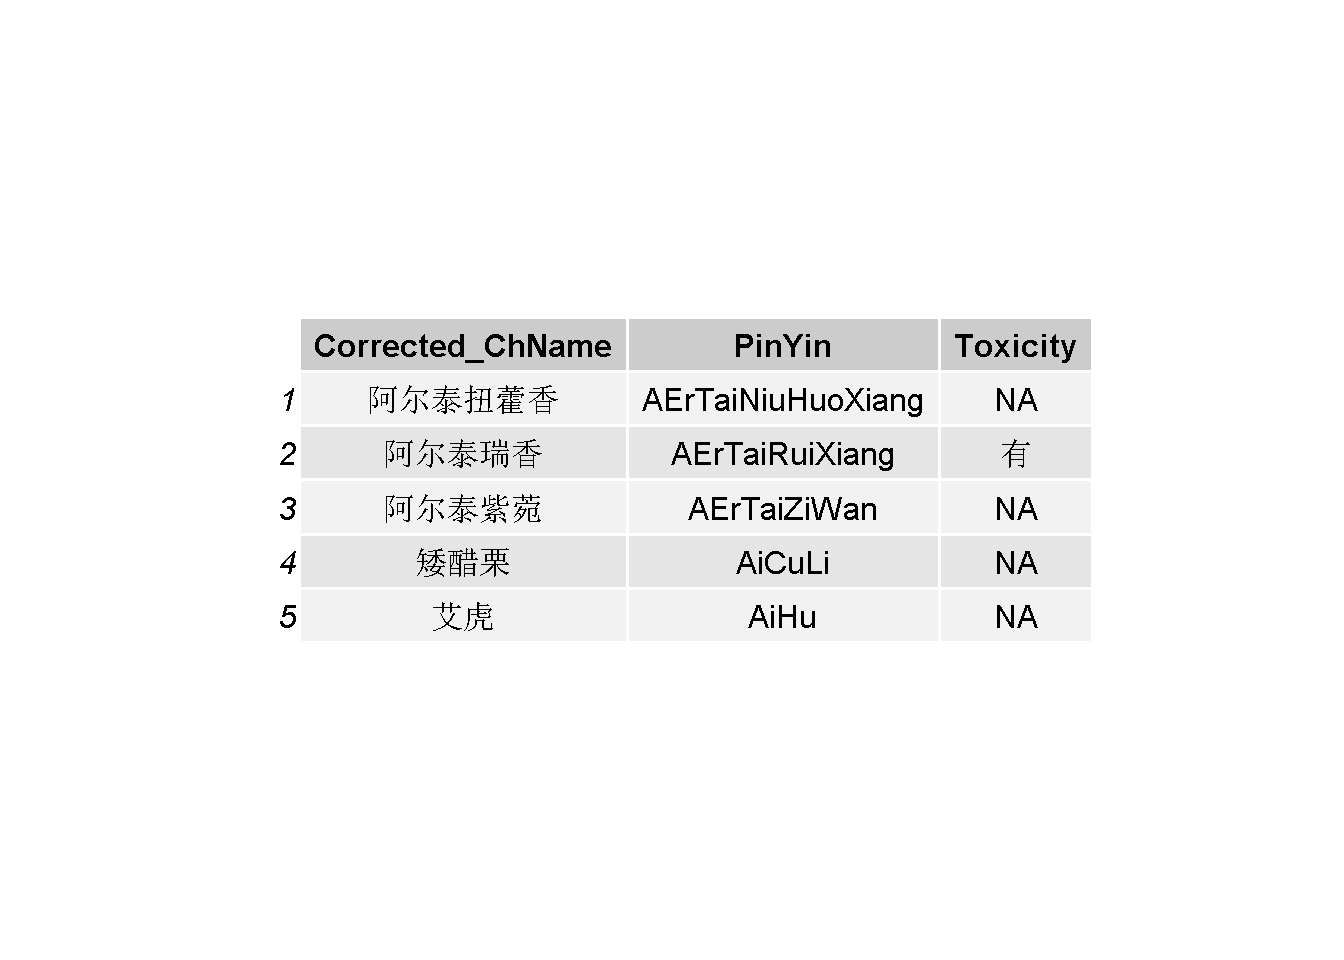 Corrected_ChName PinYin Toxicity
1 阿尔泰扭藿香 AErTaiNiuHuoXiang NA
2 阿尔泰瑞香 AErTaiRuiXiang 有
3 阿尔泰紫菀 AErTaiZiWan NA
4 矮醋栗 AiCuLi NA
5 艾虎 AiHu NA